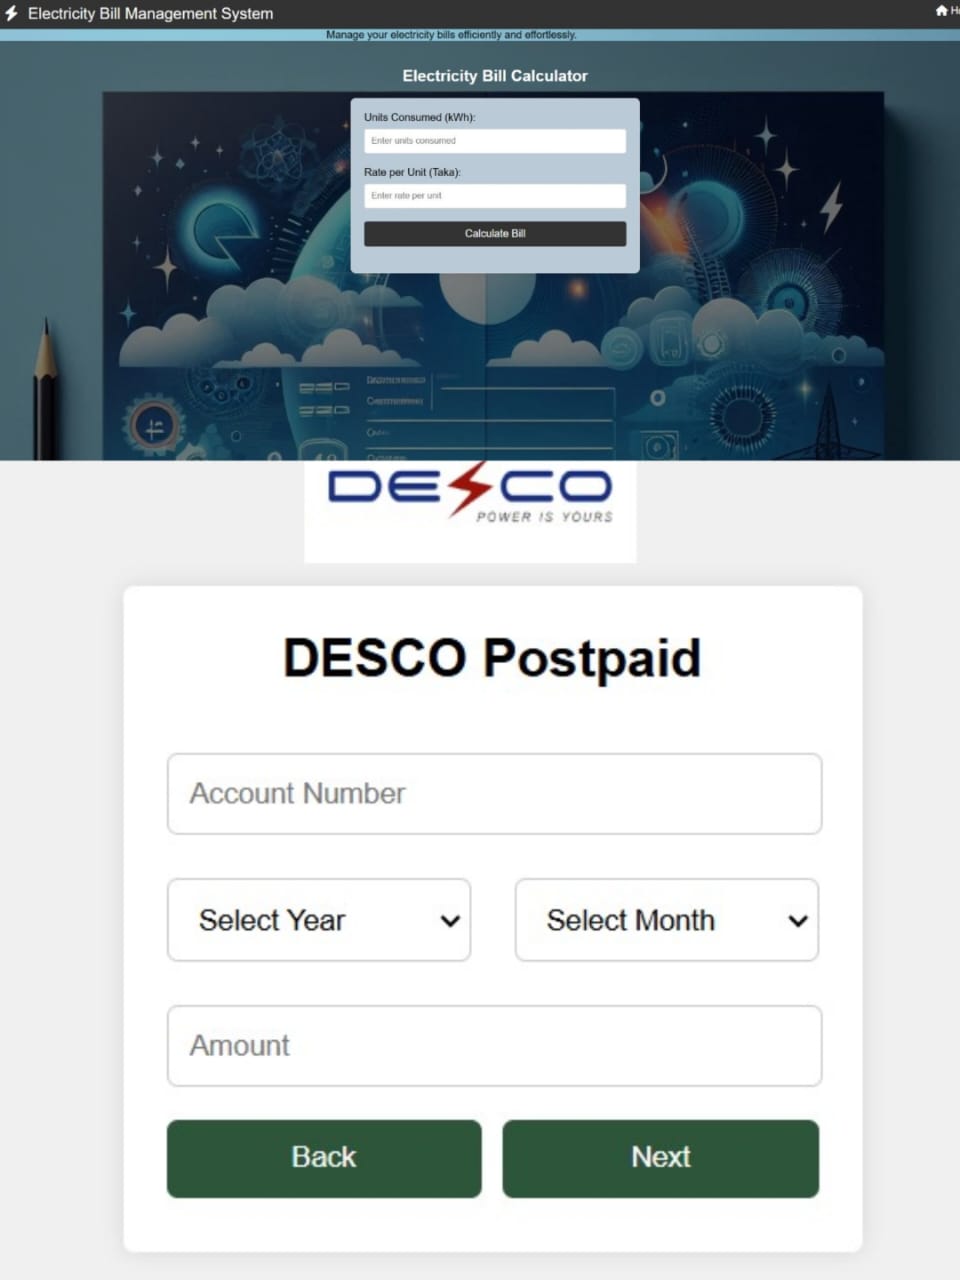 Electricity Bill Management System
Manage your electricity bills efficiently and effortlessly.
Electricity Bill Calculator
Units Consumed (kWh):
Enter units consumed
Rate per Unit (Taka):
Enter rate per unit
Calculate Bill
DESCO
POWER IS YOURS
DESCO Postpaid
Account Number
Select Year
Select Month
Amount
Back
Next